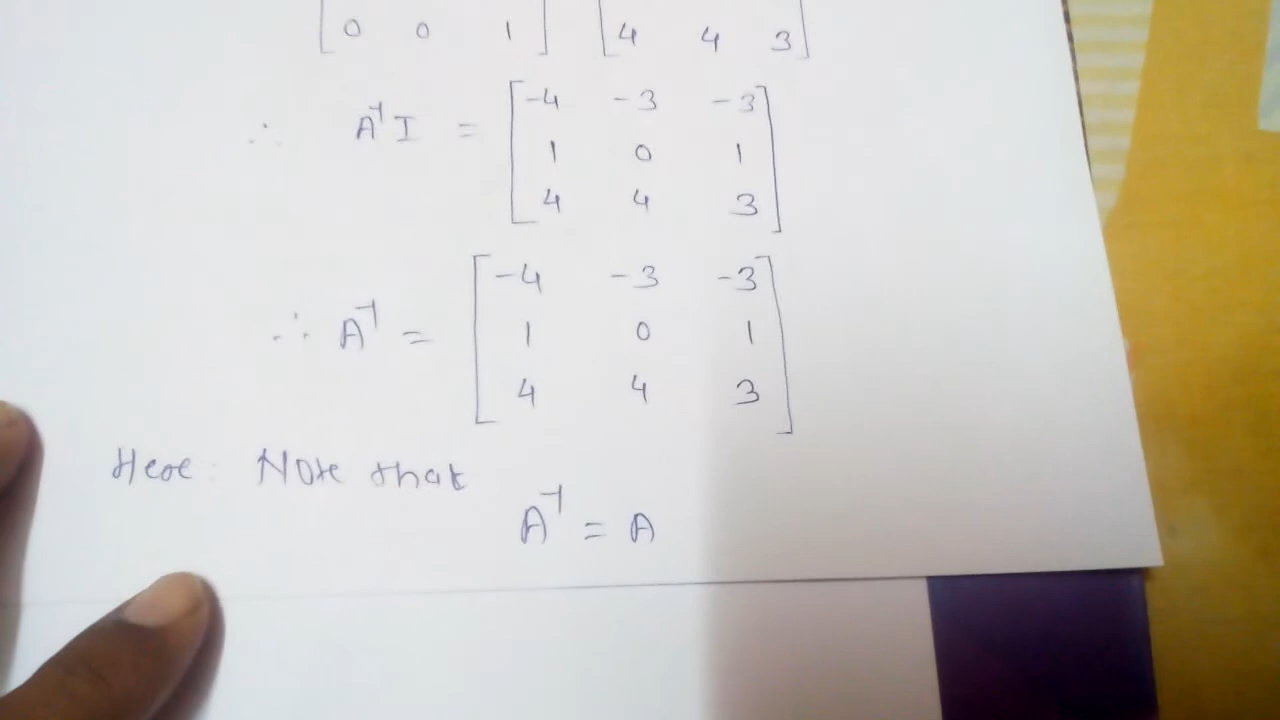 [0 0 1] [4 4 3]
∴ A⁻¹I = [-4 -3 -3
1 0 1
4 4 3]
∴ A⁻¹ = [-4 -3 -3
1 0 1
4 4 3]
Here: Note that
A⁻¹ = A